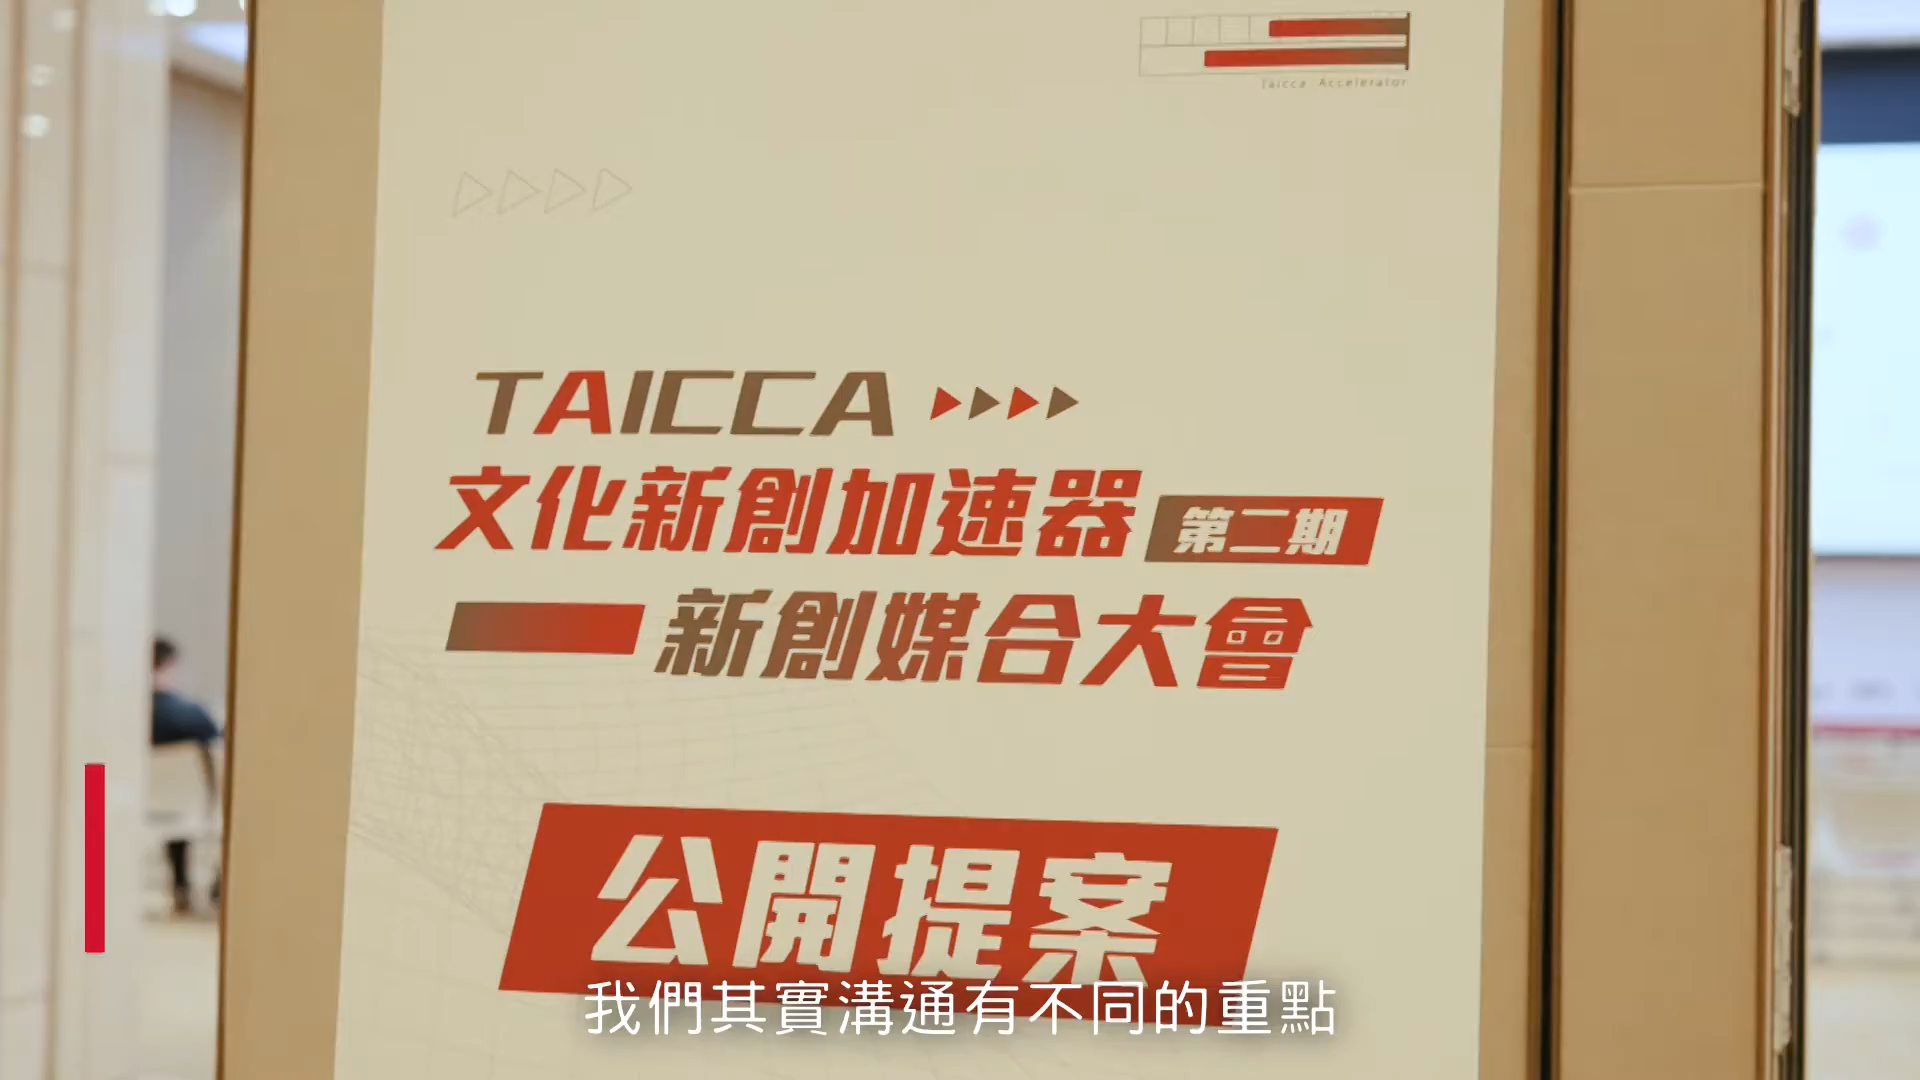 Taicca Accelerator
TAICCA
文化新創加速器 第二期
新創媒合大會
公開提案
我們其實溝通有不同的重點